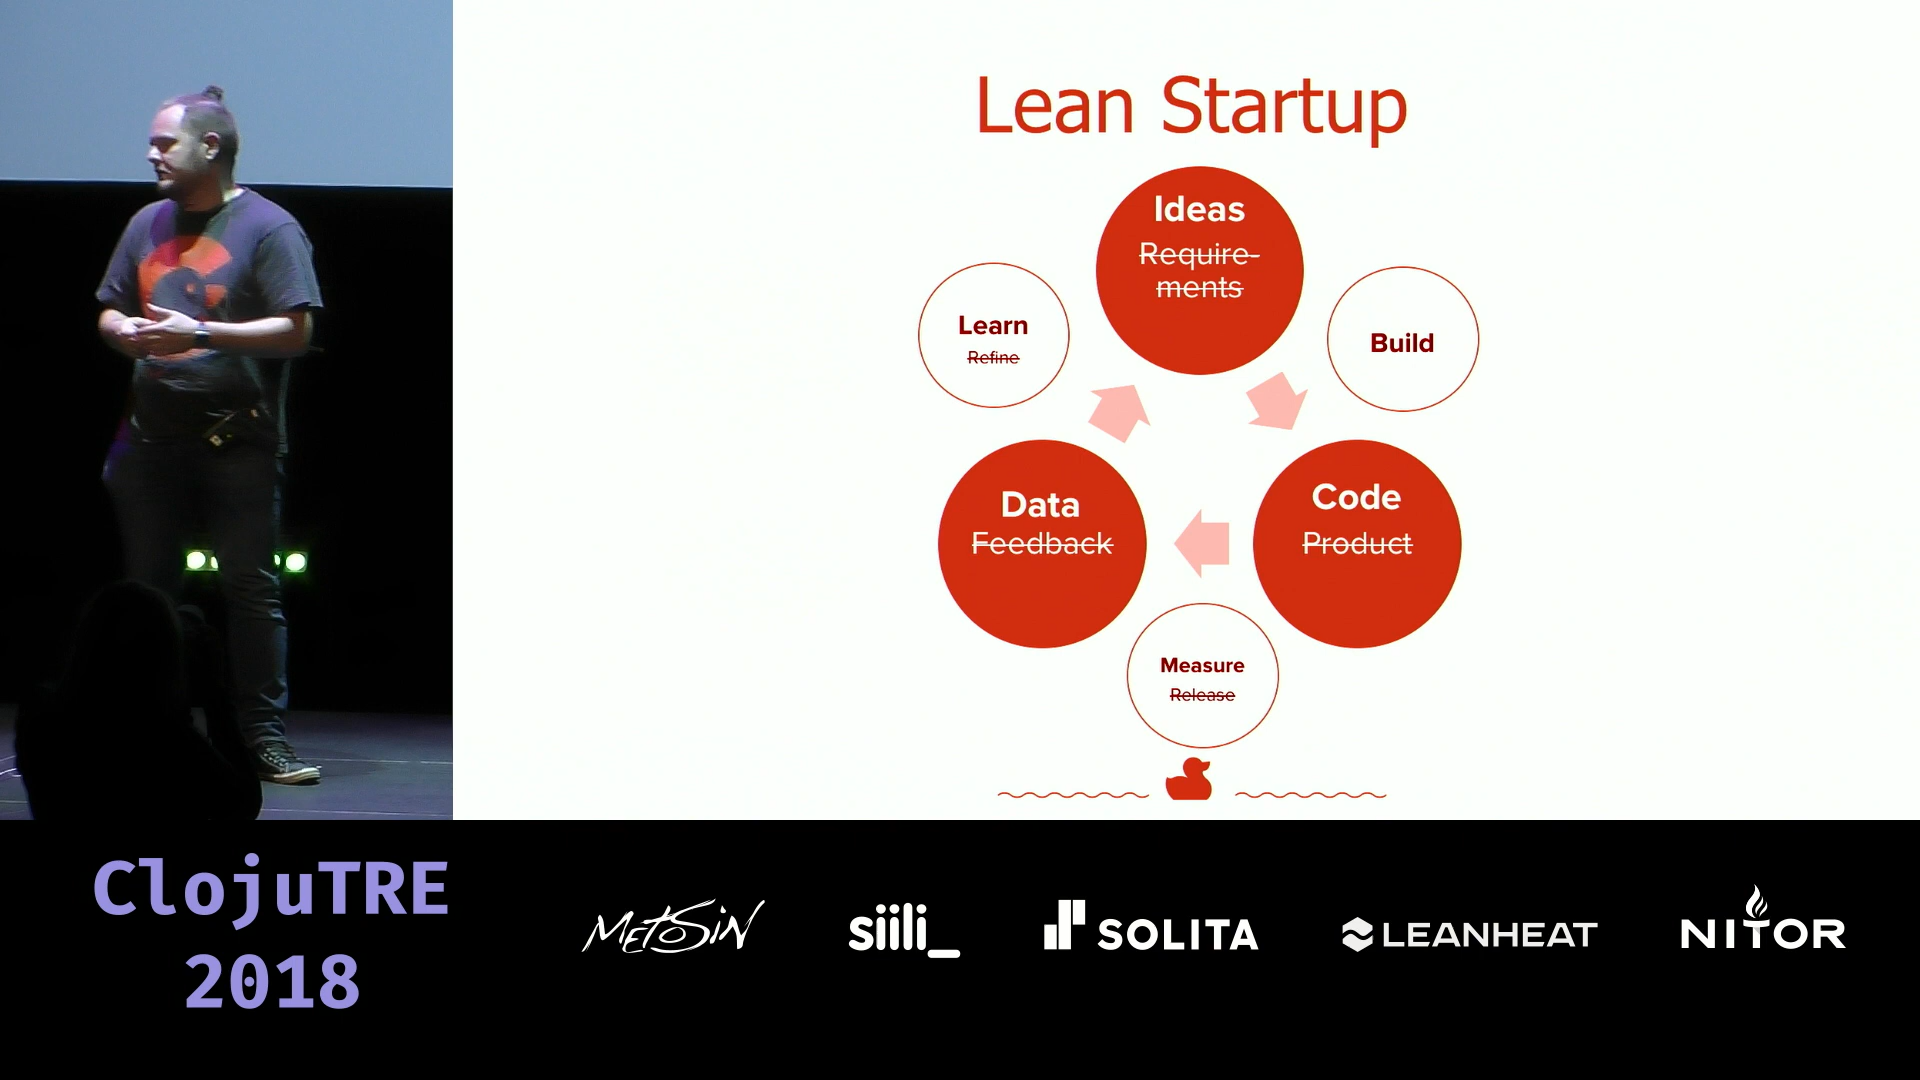 Lean Startup
Ideas
Require-
ments
Learn
Refine
Build
Data
Feedback
Code
Product
Measure
Release
ClojuTRE
2018
METOSIN
siili_
SOLITA
LEANHEAT
NITOR